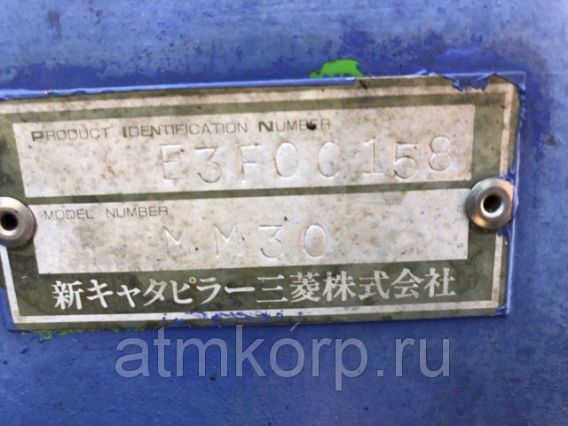 PRODUCT IDENTIFICATION NUMBER
E3F00158
MODEL NUMBER
MM30
新キャタピラー三菱株式会社
atmkorp.ru